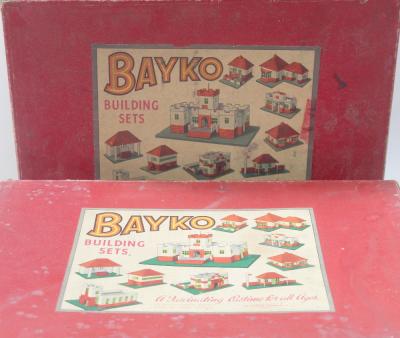 BAYKO
BUILDING
SETS
BAYKO
BUILDING
SETS.
A Fascinating Pastime for all Ages.